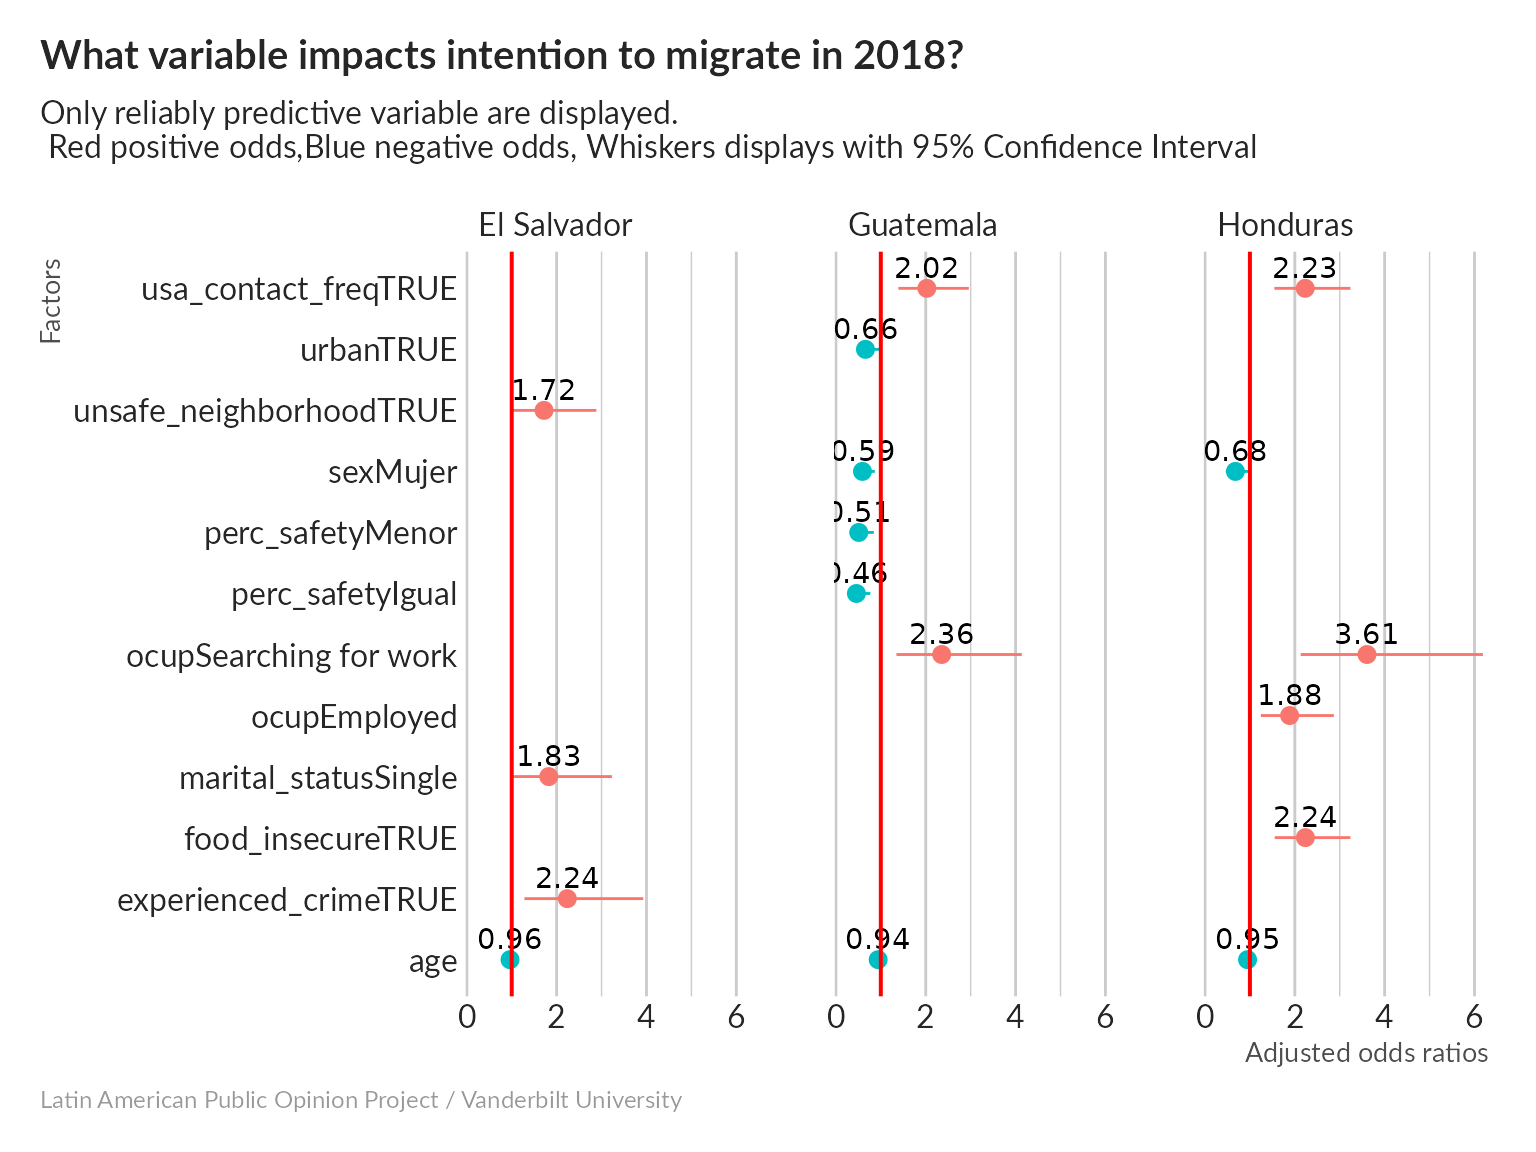 What variable impacts intention to migrate in 2018?
Only reliably predictive variable are displayed.
Red positive odds,Blue negative odds, Whiskers displays with 95% Confidence Interval
El Salvador
Guatemala
Honduras
Factors
usa_contact_freqTRUE
2.02
2.23
urbanTRUE
0.66
unsafe_neighborhoodTRUE
1.72
sexMujer
0.59
0.68
perc_safetyMenor
0.51
perc_safetyIgual
0.46
ocupSearching for work
2.36
3.61
ocupEmployed
1.88
marital_statusSingle
1.83
food_insecureTRUE
2.24
experienced_crimeTRUE
2.24
age
0.96
0.94
0.95
0 2 4 6
0 2 4 6
0 2 4 6
Adjusted odds ratios
Latin American Public Opinion Project / Vanderbilt University